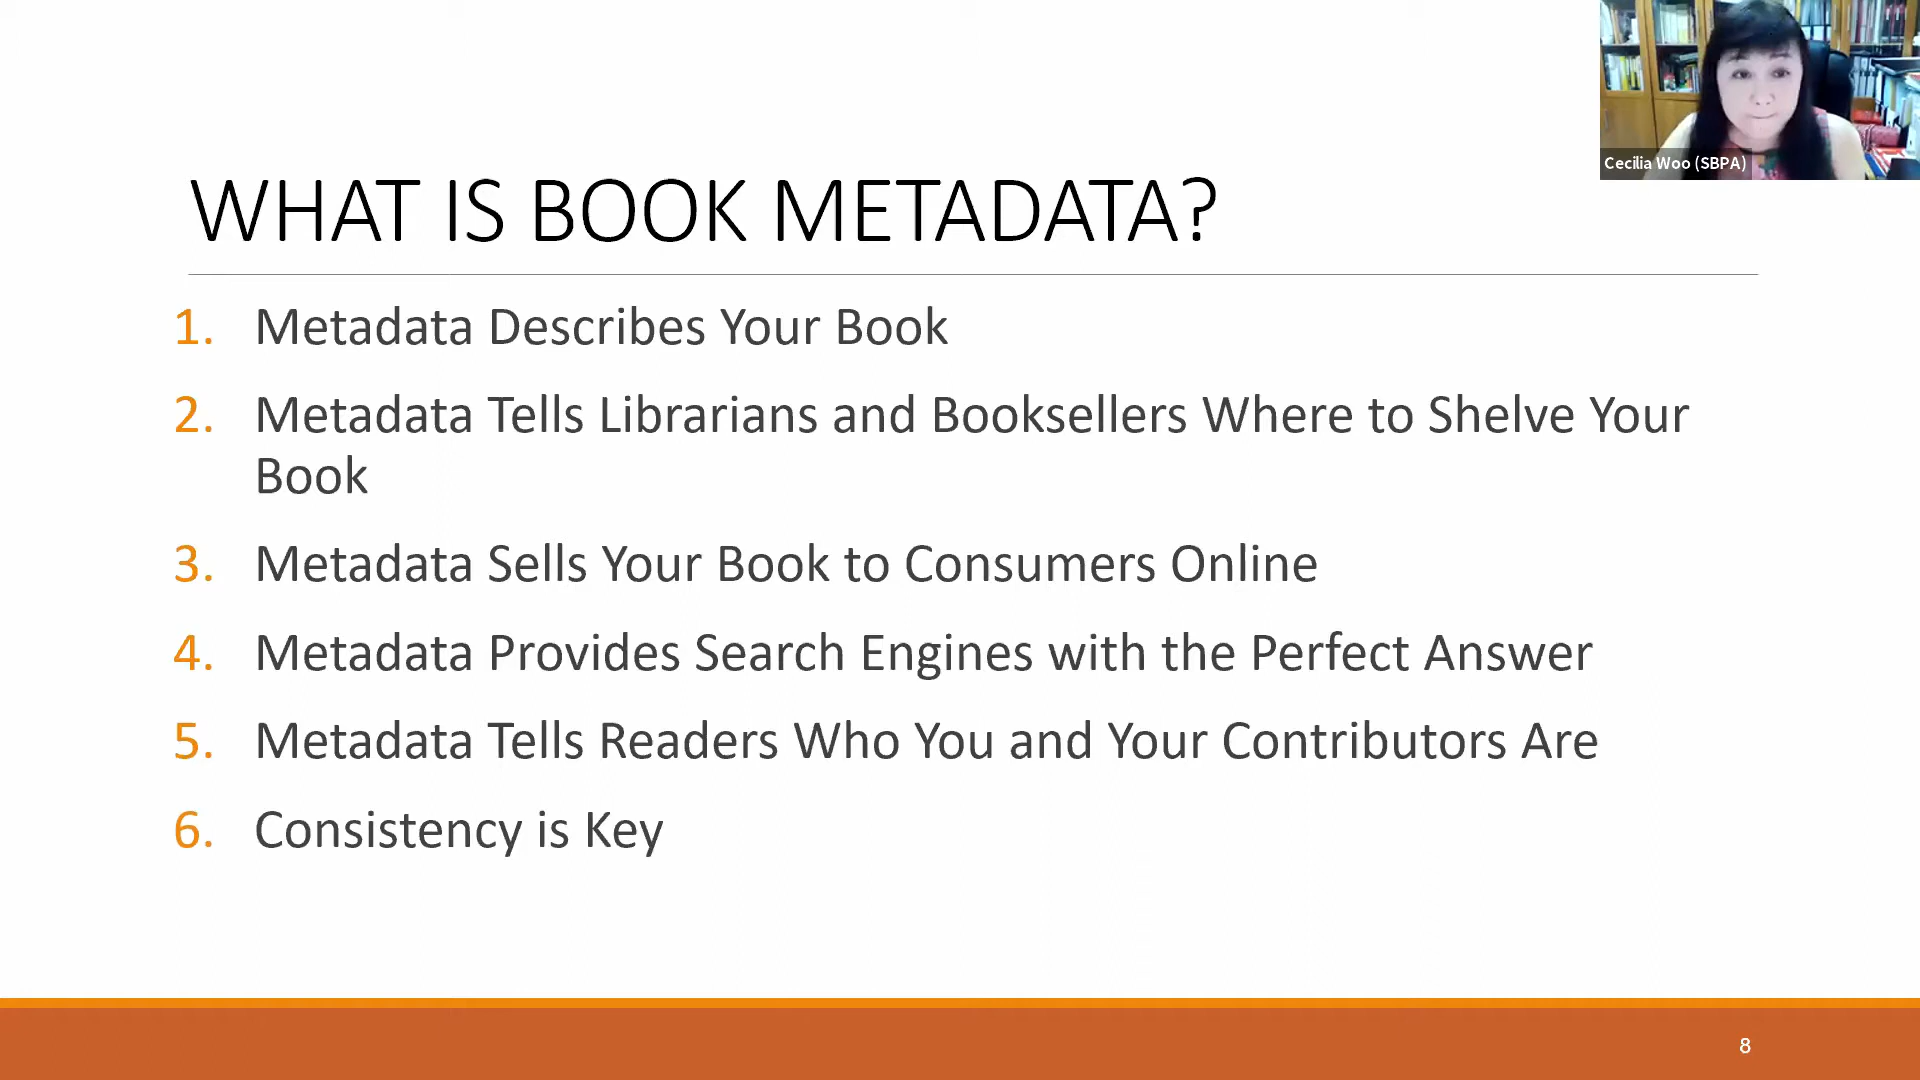 Cecilia Woo (SBPA)
WHAT IS BOOK METADATA?
1. Metadata Describes Your Book
2. Metadata Tells Librarians and Booksellers Where to Shelve Your
Book
3. Metadata Sells Your Book to Consumers Online
4. Metadata Provides Search Engines with the Perfect Answer
5. Metadata Tells Readers Who You and Your Contributors Are
6. Consistency is Key
8